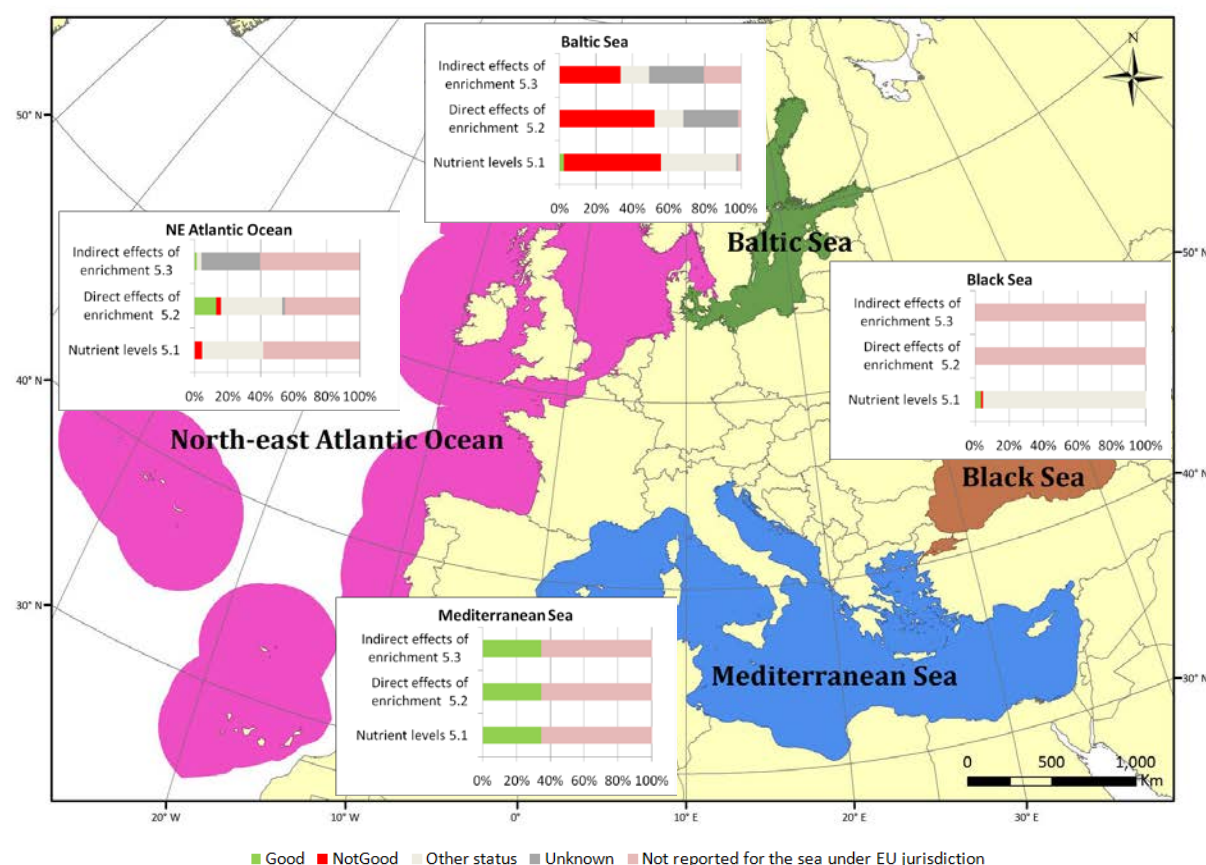 Baltic Sea
Indirect effects of
enrichment 5.3
Direct effects of
enrichment 5.2
Nutrient levels 5.1
0% 20% 40% 60% 80% 100%
N
50° N
NE Atlantic Ocean
Indirect effects of
enrichment 5.3
Direct effects of
enrichment 5.2
Nutrient levels 5.1
0% 20% 40% 60% 80% 100%
Baltic Sea
50° N
Black Sea
Indirect effects of
enrichment 5.3
Direct effects of
enrichment 5.2
Nutrient levels 5.1
0% 20% 40% 60% 80% 100%
40° N
North-east Atlantic Ocean
Black Sea
40° N
30° N
Mediterranean Sea
Indirect effects of
enrichment 5.3
Direct effects of
enrichment 5.2
Nutrient levels 5.1
0% 20% 40% 60% 80% 100%
Mediterranean Sea
30° N
0 500 1,000
Km
20° W 10° W 0° 10° E 20° E 30° E
Good NotGood Other status Unknown Not reported for the sea under EU jurisdiction